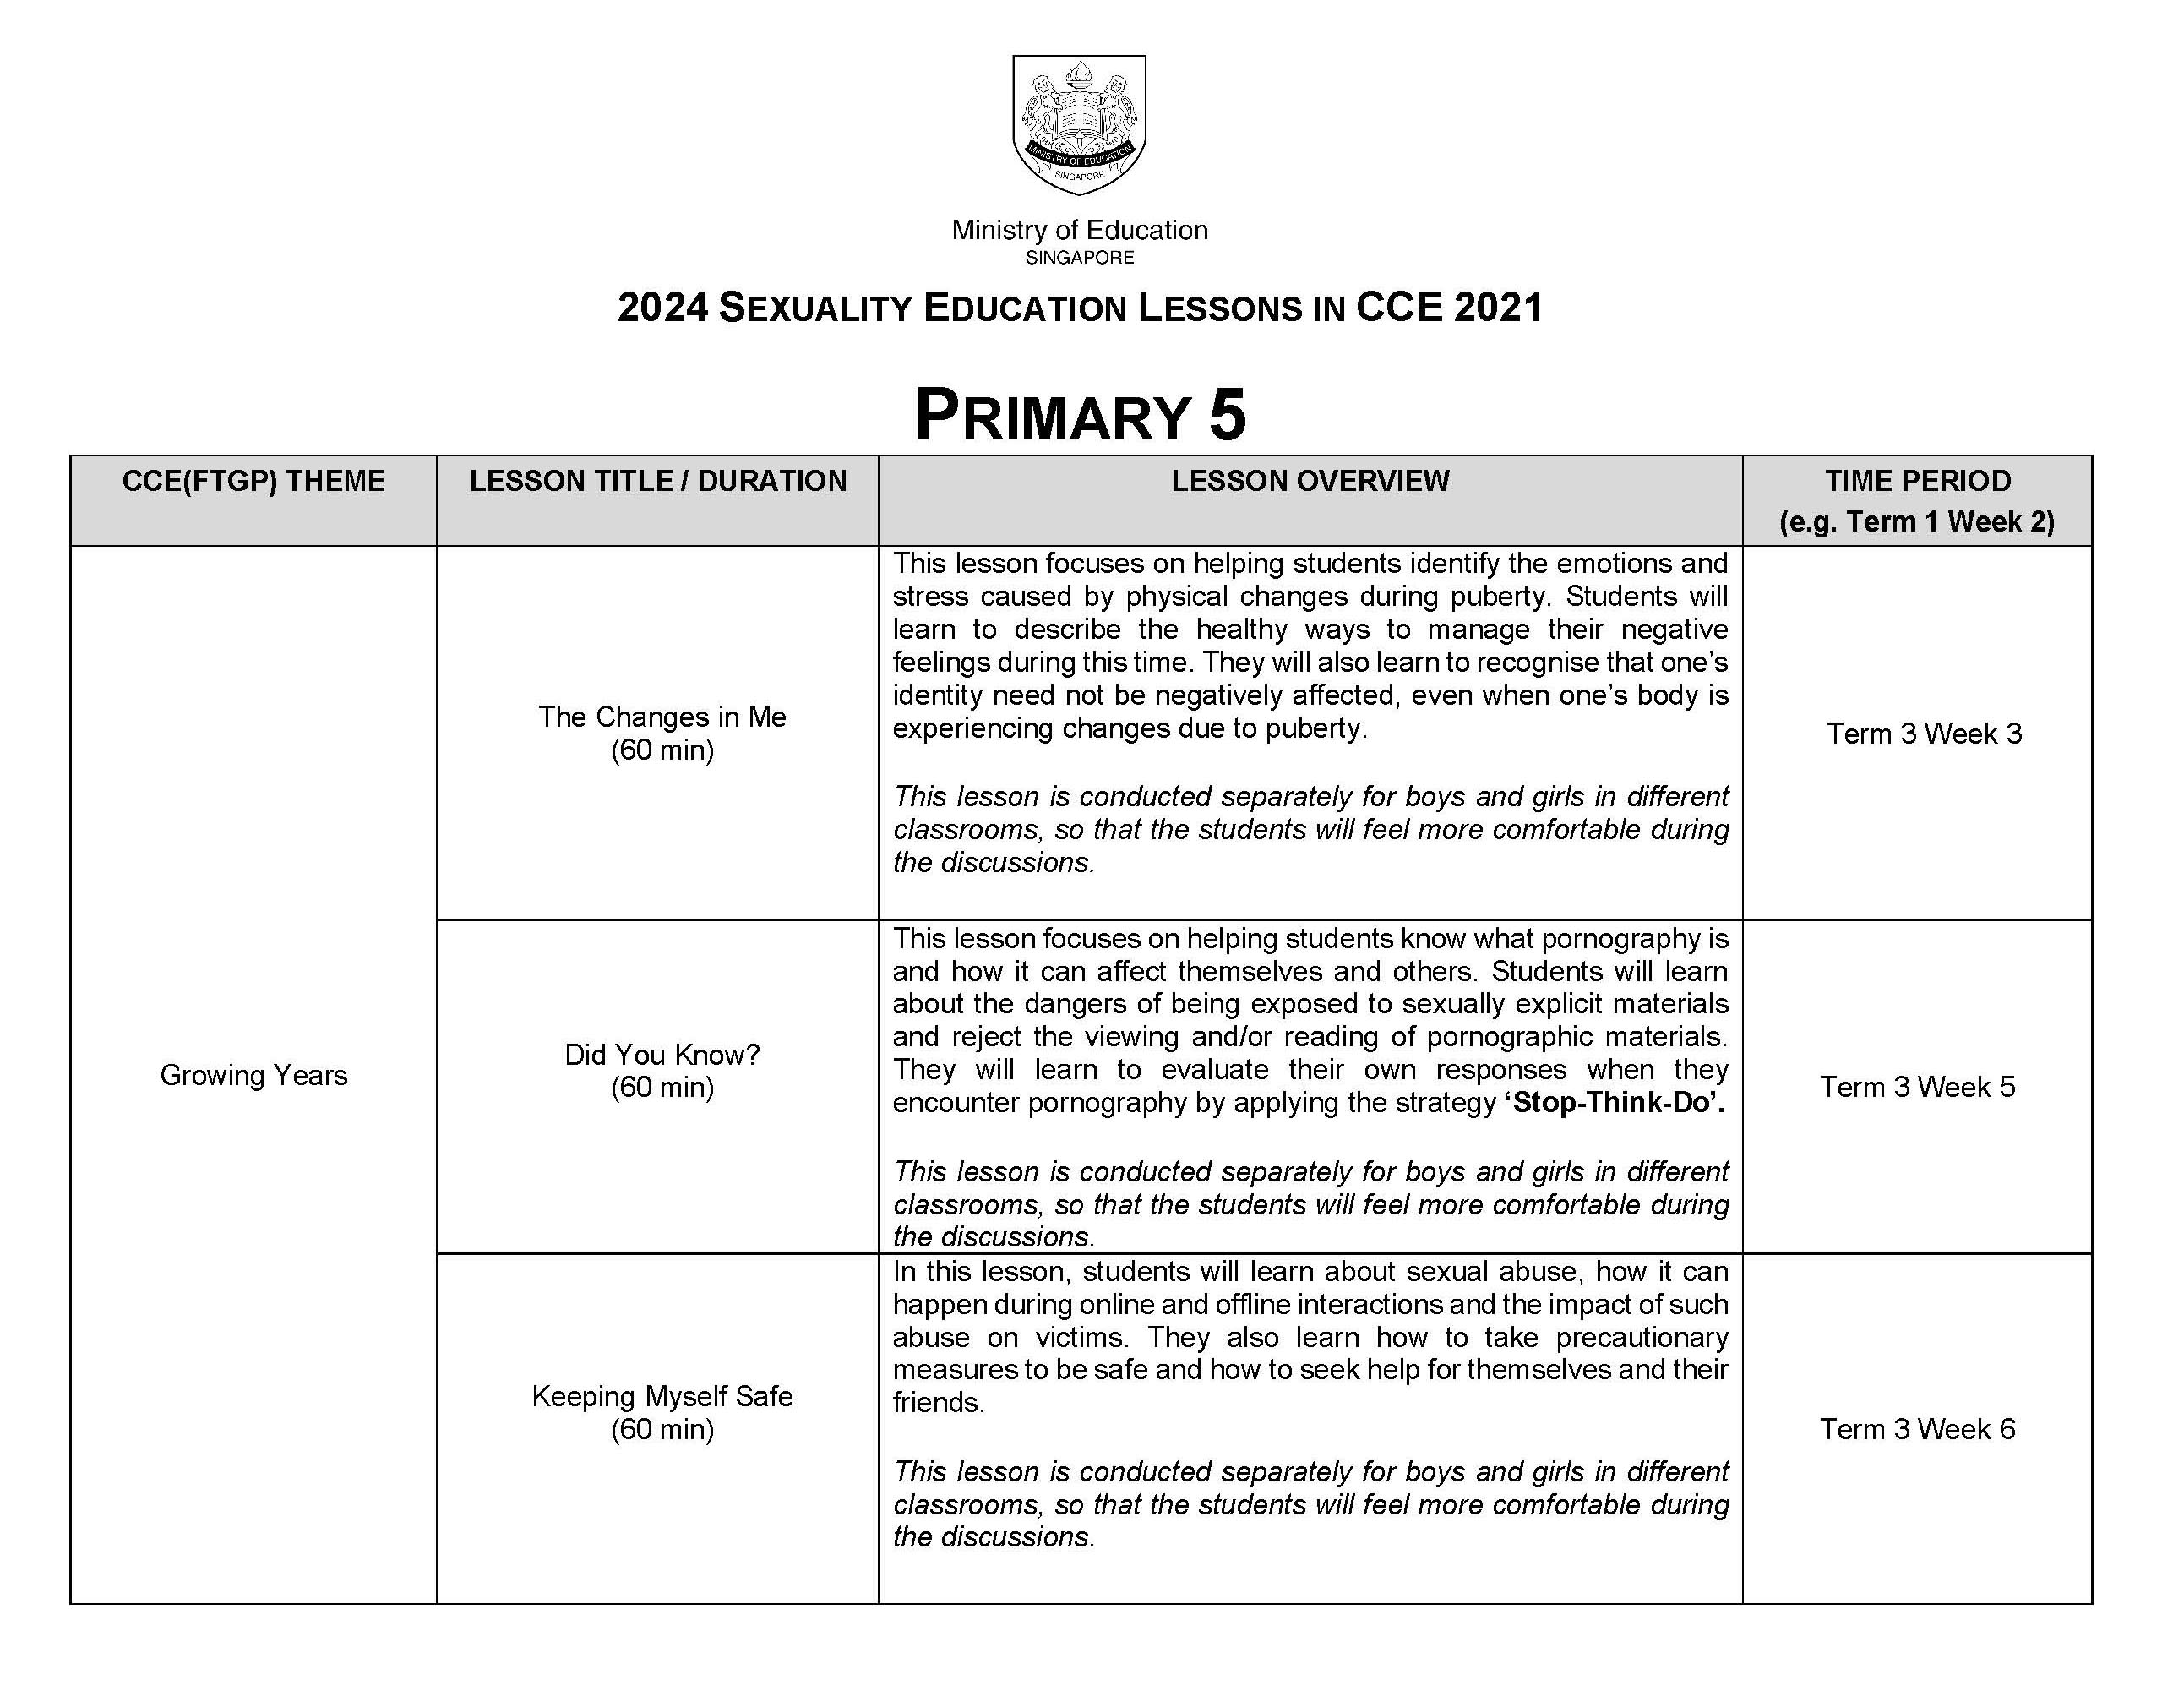 MINISTRY OF EDUCATION
SINGAPORE
Ministry of Education
SINGAPORE
2024 SEXUALITY EDUCATION LESSONS IN CCE 2021
PRIMARY 5
CCE(FTGP) THEME
LESSON TITLE / DURATION
LESSON OVERVIEW
TIME PERIOD
(e.g. Term 1 Week 2)
Growing Years
The Changes in Me
(60 min)
This lesson focuses on helping students identify the emotions and
stress caused by physical changes during puberty. Students will
learn to describe the healthy ways to manage their negative
feelings during this time. They will also learn to recognise that one’s
identity need not be negatively affected, even when one’s body is
experiencing changes due to puberty.
This lesson is conducted separately for boys and girls in different
classrooms, so that the students will feel more comfortable during
the discussions.
Term 3 Week 3
Did You Know?
(60 min)
This lesson focuses on helping students know what pornography is
and how it can affect themselves and others. Students will learn
about the dangers of being exposed to sexually explicit materials
and reject the viewing and/or reading of pornographic materials.
They will learn to evaluate their own responses when they
encounter pornography by applying the strategy ‘Stop-Think-Do’.
This lesson is conducted separately for boys and girls in different
classrooms, so that the students will feel more comfortable during
the discussions.
Term 3 Week 5
Keeping Myself Safe
(60 min)
In this lesson, students will learn about sexual abuse, how it can
happen during online and offline interactions and the impact of such
abuse on victims. They also learn how to take precautionary
measures to be safe and how to seek help for themselves and their
friends.
This lesson is conducted separately for boys and girls in different
classrooms, so that the students will feel more comfortable during
the discussions.
Term 3 Week 6